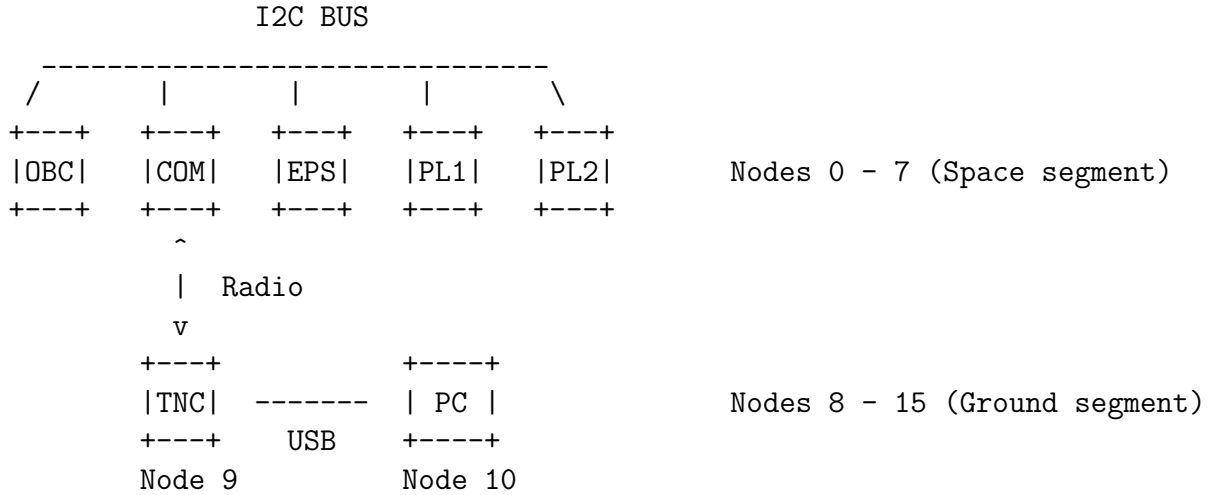 I2C BUS
-------------------------------
/ | | | \
+---+ +---+ +---+ +---+ +---+
|OBC| |COM| |EPS| |PL1| |PL2| Nodes 0 - 7 (Space segment)
+---+ +---+ +---+ +---+ +---+
^
| Radio
v
+---+ +----+
|TNC| ------- | PC | Nodes 8 - 15 (Ground segment)
+---+ USB +----+
Node 9 Node 10